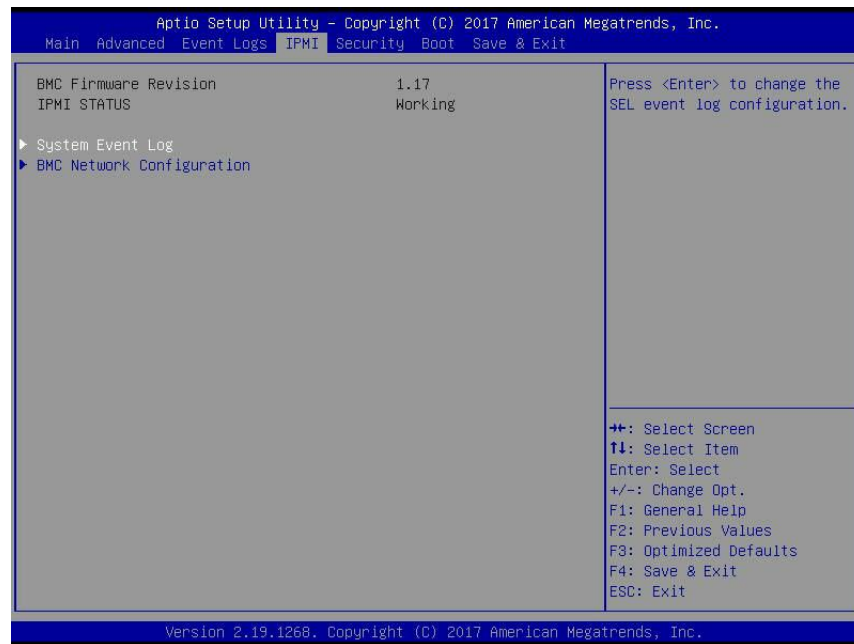 Aptio Setup Utility – Copyright (C) 2017 American Megatrends, Inc.
Main Advanced Event Logs IPMI Security Boot Save & Exit
BMC Firmware Revision 1.17
IPMI STATUS Working
System Event Log
BMC Network Configuration
Press <Enter> to change the
SEL event log configuration.
→←: Select Screen
↑↓: Select Item
Enter: Select
+/-: Change Opt.
F1: General Help
F2: Previous Values
F3: Optimized Defaults
F4: Save & Exit
ESC: Exit
Version 2.19.1268. Copyright (C) 2017 American Megatrends, Inc.